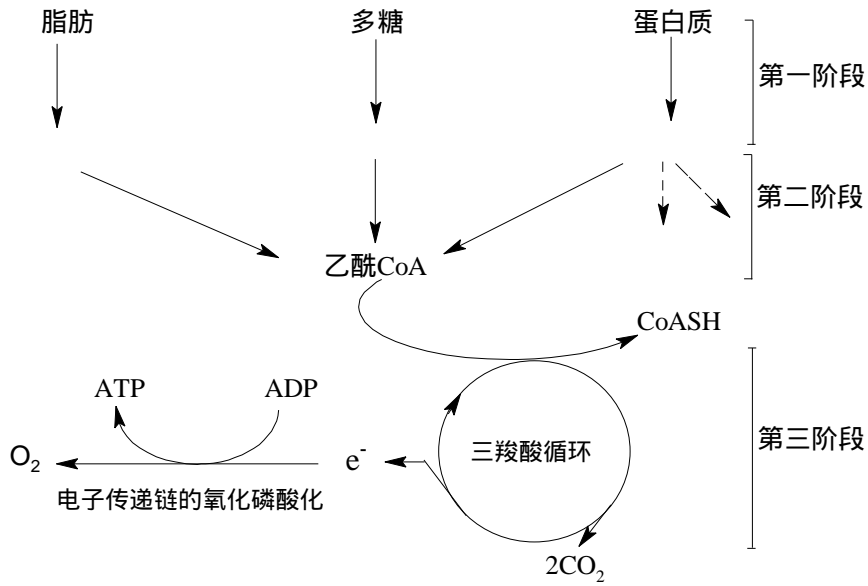 脂肪 多糖 蛋白质
第一阶段
第二阶段
乙酰CoA
CoASH
ATP ADP
第三阶段
O₂ e⁻ 三羧酸循环
电子传递链的氧化磷酸化
2CO₂